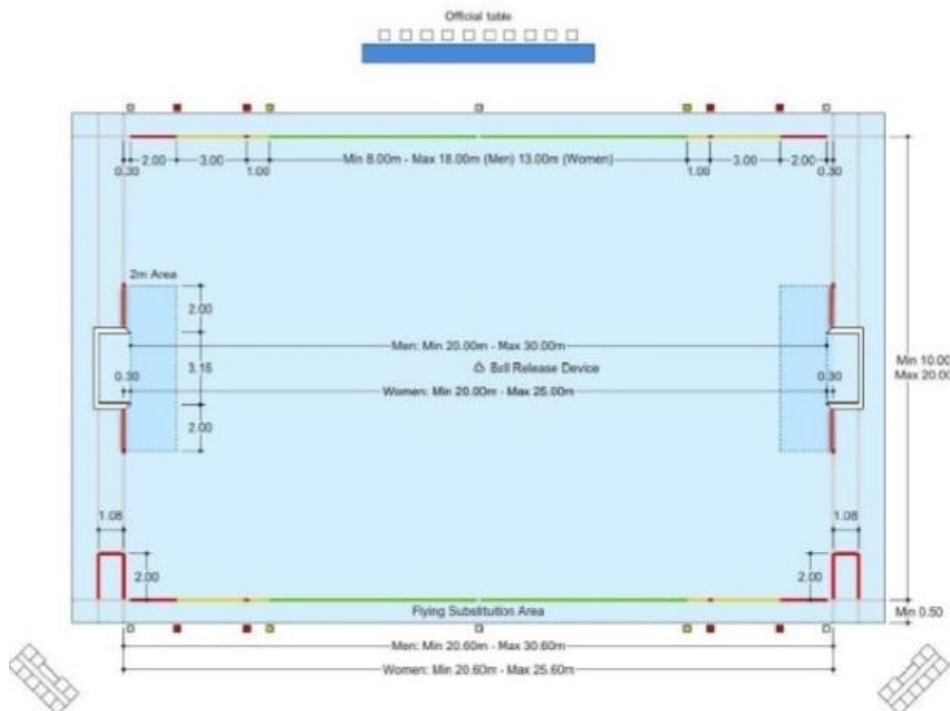 Official table
2.00
3.00
Min 8.00m - Max 18.00m (Men) 13.00m (Women)
3.00
2.00
0.30
1.00
1.00
0.30
2m Area
2.00
Men: Min 20.00m - Max 30.00m
3.16
Min 10.00
Ball Release Device
Max 20.00
0.30
0.30
Women: Min 20.00m - Max 25.00m
2.00
1.08
1.08
2.00
2.00
Flying Substitution Area
Min 0.50
Men: Min 20.60m - Max 30.60m
Women: Min 20.60m - Max 25.60m